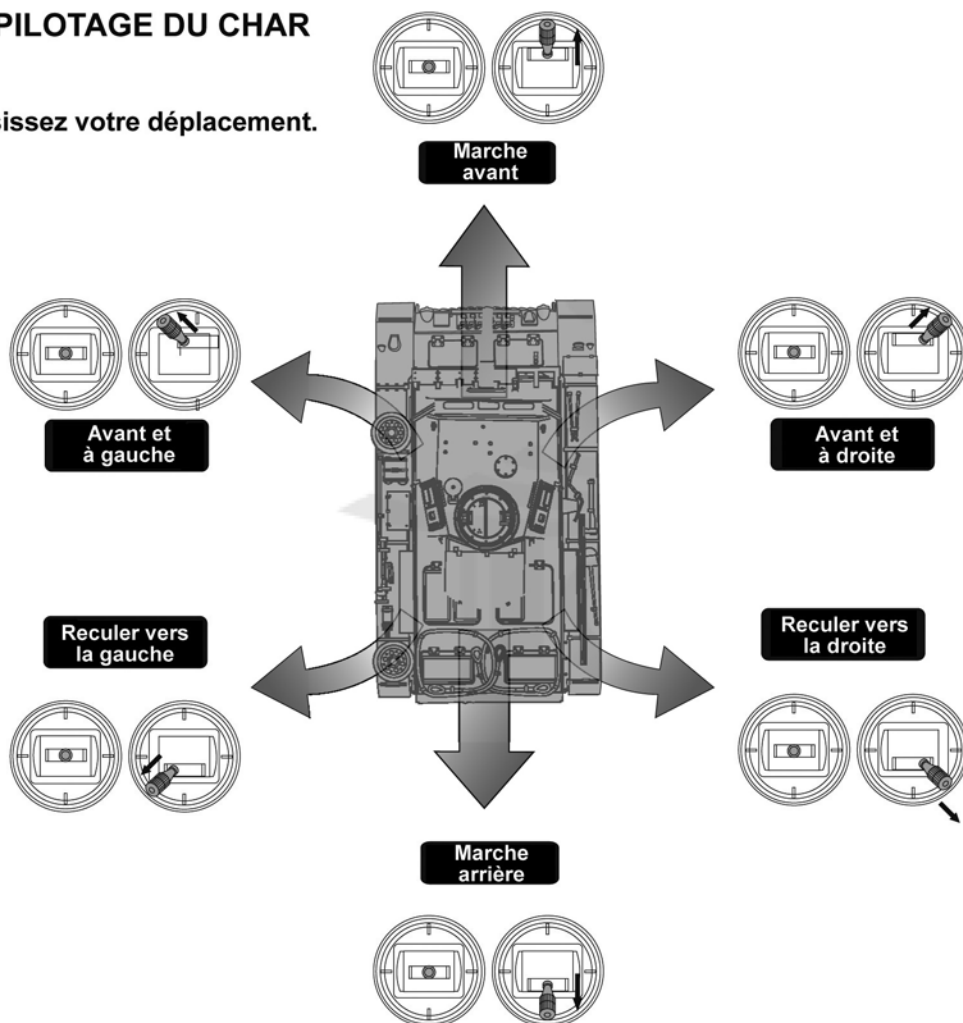 PILOTAGE DU CHAR
sissez votre déplacement.
Marche
avant
Avant et
à gauche
Avant et
à droite
Reculer vers
la gauche
Reculer vers
la droite
Marche
arrière